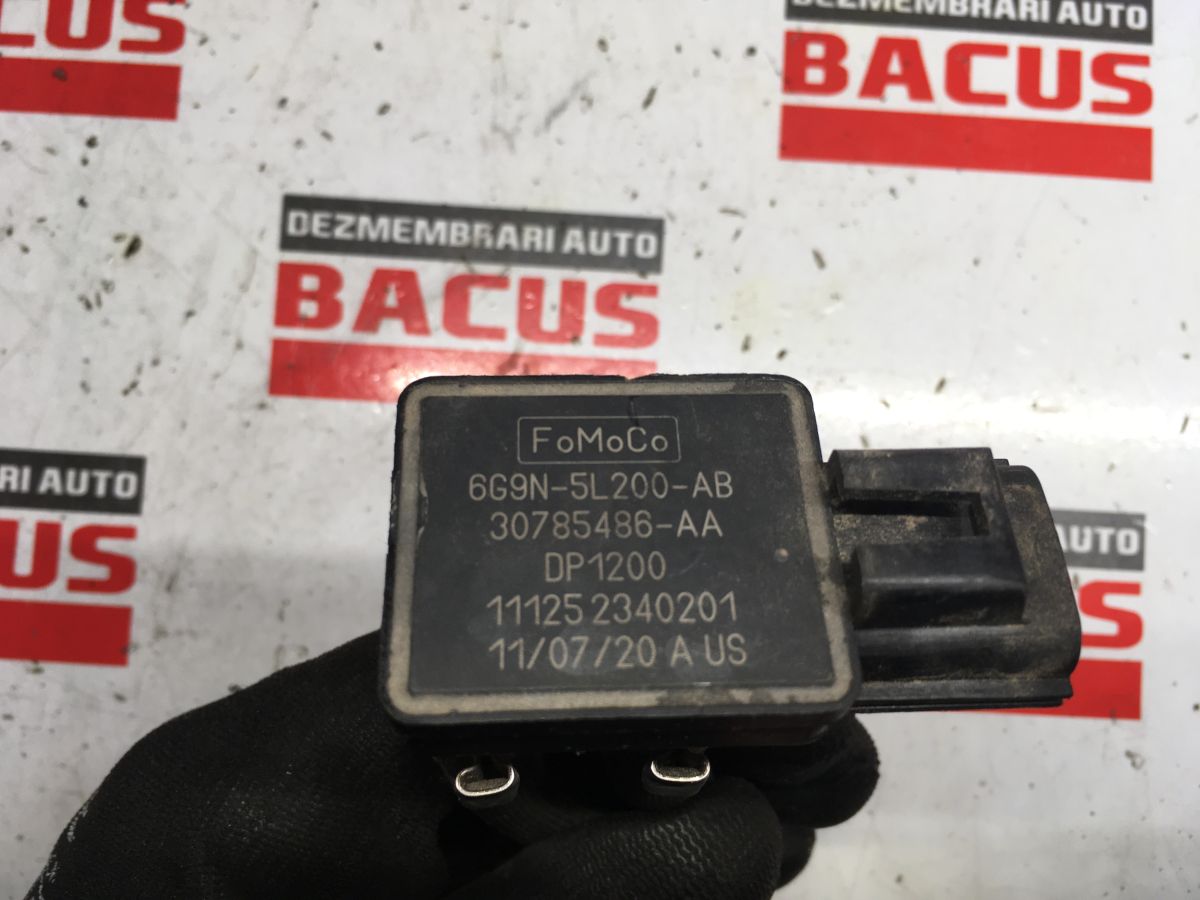 CUS
DEZMEMBRARI AUTO
BACUS
DEZMEMBRARI AUTO
BACUS
RI AUTO
US
AUTO
FoMoCo
6G9N-5L200-AB
30785486-AA
DP1200
11125 2340201
11/07/20 A US